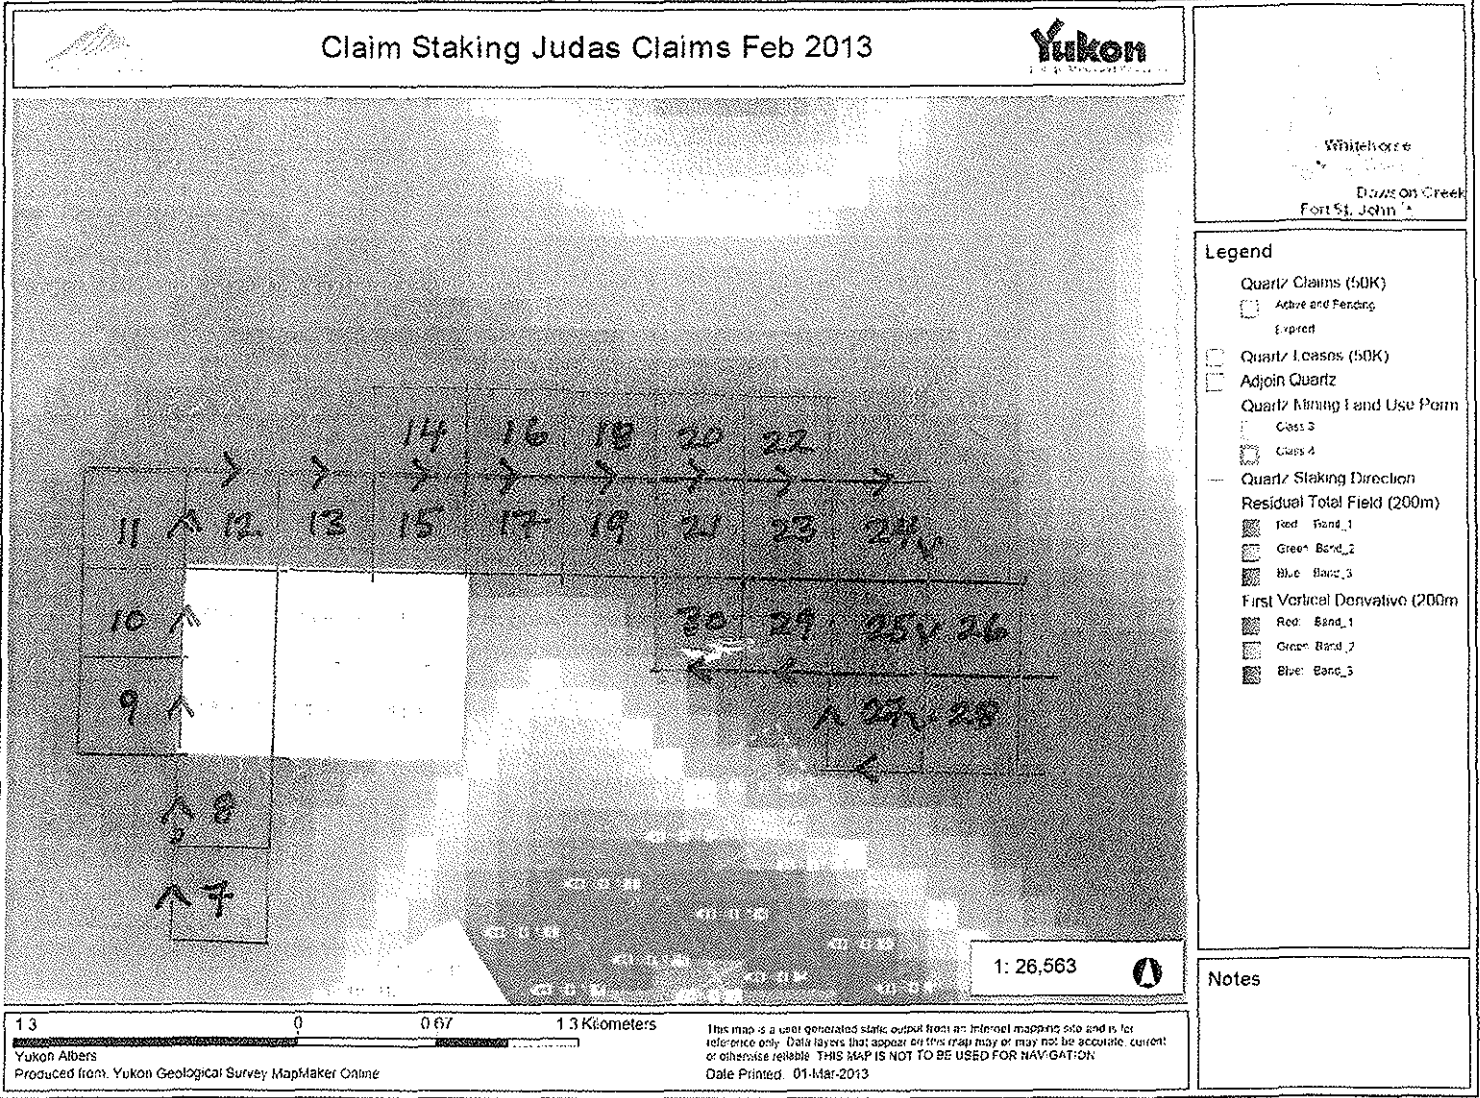 Claim Staking Judas Claims Feb 2013
Yukon
Whitehorse
Dawson Creek
Fort St. John
Legend
Quartz Claims (50K)
Active and Pending
Expired
Quartz Leases (50K)
Adjoin Quartz
Quartz Mining Land Use Perm
Class 3
Class 4
Quartz Staking Direction
Residual Total Field (200m)
Red: Band_1
Green: Band_2
Blue: Band_3
First Vertical Derivative (200m
Red: Band_1
Green: Band_2
Blue: Band_3
14 16 18 20 22
11 12 13 15 17 19 21 23 24
10 30 29 25 26
9 27 28
8
7
1: 26,563
Notes
1.3 0 0.67 1.3 Kilometers
Yukon Albers
Produced from: Yukon Geological Survey MapMaker Online
This map is a user generated static output from an Internet mapping site and is for
reference only. Data layers that appear on this map may or may not be accurate, current
or otherwise reliable. THIS MAP IS NOT TO BE USED FOR NAVIGATION
Date Printed: 01-Mar-2013